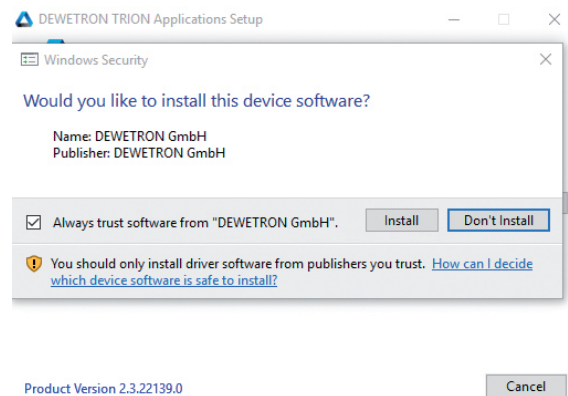 DEWETRON TRION Applications Setup
Windows Security
Would you like to install this device software?
Name: DEWETRON GmbH
Publisher: DEWETRON GmbH
Always trust software from "DEWETRON GmbH".
Install
Don't Install
You should only install driver software from publishers you trust. How can I decide
which device software is safe to install?
Product Version 2.3.22139.0
Cancel